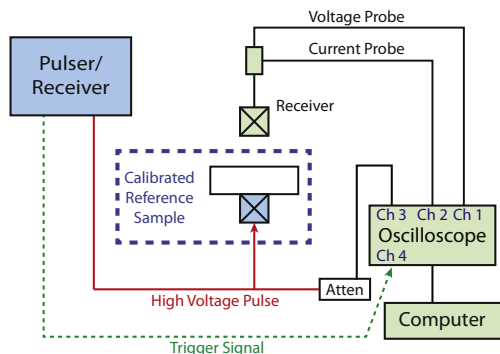 Voltage Probe
Current Probe
Pulser/
Receiver
Receiver
Calibrated
Reference
Sample
Ch 3 Ch 2 Ch 1
Oscilloscope
Ch 4
Atten
High Voltage Pulse
Computer
Trigger Signal